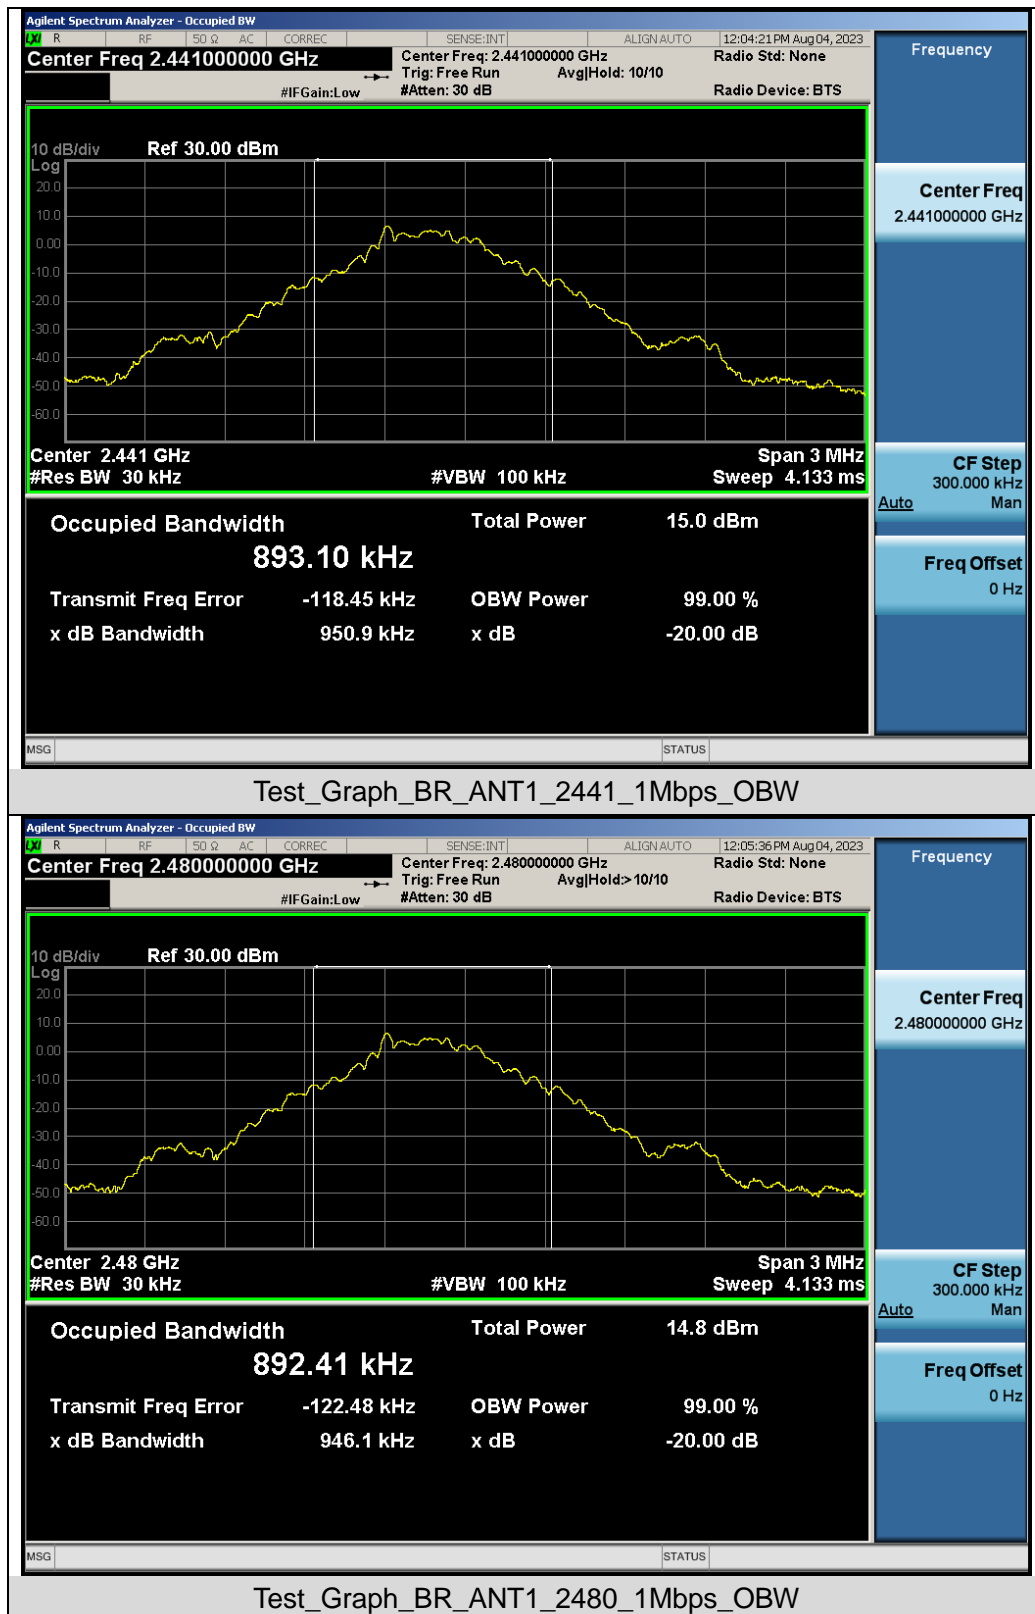 Agilent Spectrum Analyzer - Occupied BW
LXI R RF 50 Ω AC CORREC SENSE:INT ALIGN AUTO 12:04:21 PM Aug 04, 2023
Center Freq 2.441000000 GHz Center Freq: 2.441000000 GHz Radio Std: None
Trig: Free Run Avg|Hold: 10/10
#IFGain:Low #Atten: 30 dB Radio Device: BTS
Frequency
10 dB/div Ref 30.00 dBm
Log
20.0
10.0
0.00
-10.0
-20.0
-30.0
-40.0
-50.0
-60.0
Center 2.441 GHz Span 3 MHz
#Res BW 30 kHz #VBW 100 kHz Sweep 4.133 ms
Center Freq
2.441000000 GHz
CF Step
300.000 kHz
Auto Man
Freq Offset
0 Hz
Occupied Bandwidth Total Power 15.0 dBm
893.10 kHz
Transmit Freq Error -118.45 kHz OBW Power 99.00 %
x dB Bandwidth 950.9 kHz x dB -20.00 dB
MSG STATUS
Test_Graph_BR_ANT1_2441_1Mbps_OBW
Agilent Spectrum Analyzer - Occupied BW
LXI R RF 50 Ω AC CORREC SENSE:INT ALIGN AUTO 12:05:36 PM Aug 04, 2023
Center Freq 2.480000000 GHz Center Freq: 2.480000000 GHz Radio Std: None
Trig: Free Run Avg|Hold:> 10/10
#IFGain:Low #Atten: 30 dB Radio Device: BTS
Frequency
10 dB/div Ref 30.00 dBm
Log
20.0
10.0
0.00
-10.0
-20.0
-30.0
-40.0
-50.0
-60.0
Center 2.48 GHz Span 3 MHz
#Res BW 30 kHz #VBW 100 kHz Sweep 4.133 ms
Center Freq
2.480000000 GHz
CF Step
300.000 kHz
Auto Man
Freq Offset
0 Hz
Occupied Bandwidth Total Power 14.8 dBm
892.41 kHz
Transmit Freq Error -122.48 kHz OBW Power 99.00 %
x dB Bandwidth 946.1 kHz x dB -20.00 dB
MSG STATUS
Test_Graph_BR_ANT1_2480_1Mbps_OBW